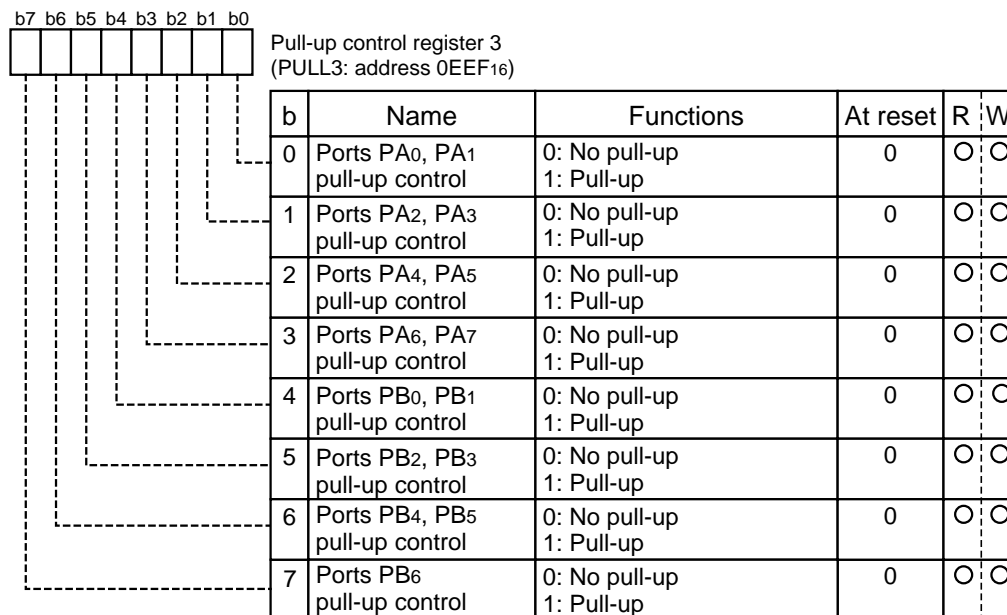 b7 b6 b5 b4 b3 b2 b1 b0
Pull-up control register 3
(PULL3: address 0EEF16)
b Name Functions At reset R W
0 Ports PA0, PA1 0: No pull-up 0
pull-up control 1: Pull-up
1 Ports PA2, PA3 0: No pull-up 0
pull-up control 1: Pull-up
2 Ports PA4, PA5 0: No pull-up 0
pull-up control 1: Pull-up
3 Ports PA6, PA7 0: No pull-up 0
pull-up control 1: Pull-up
4 Ports PB0, PB1 0: No pull-up 0
pull-up control 1: Pull-up
5 Ports PB2, PB3 0: No pull-up 0
pull-up control 1: Pull-up
6 Ports PB4, PB5 0: No pull-up 0
pull-up control 1: Pull-up
7 Ports PB6 0: No pull-up 0
pull-up control 1: Pull-up